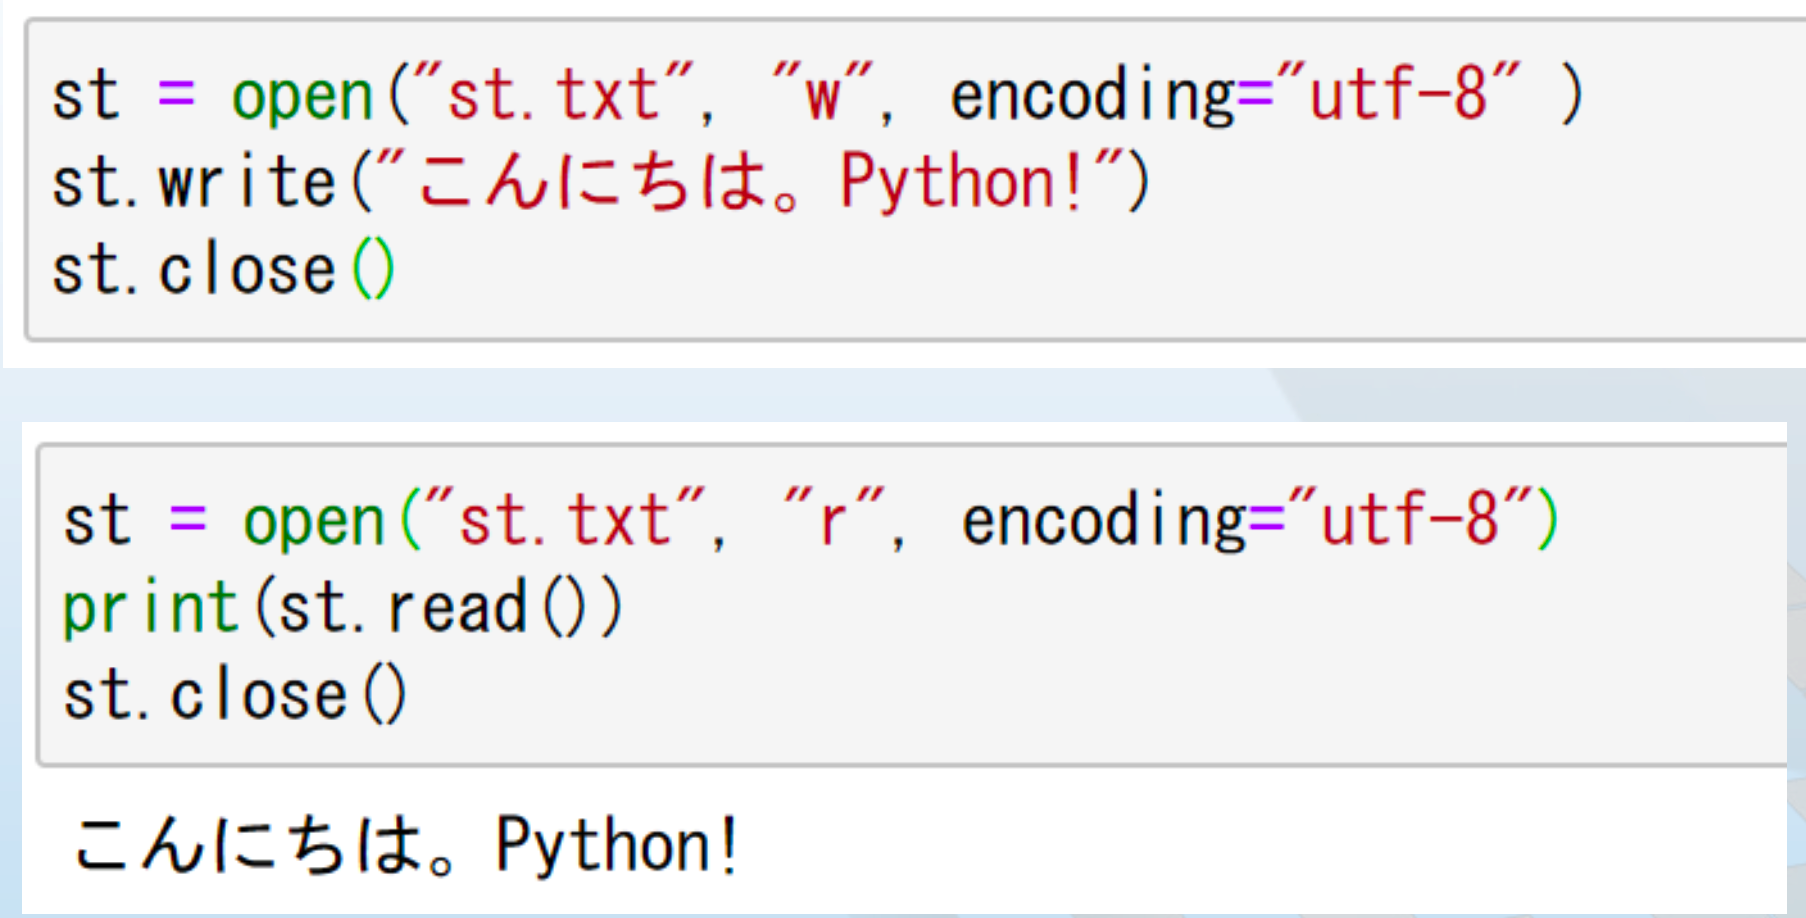 st = open("st.txt", "w", encoding="utf-8" )
st.write("こんにちは。Python!")
st.close()
st = open("st.txt", "r", encoding="utf-8")
print(st.read())
st.close()
こんにちは。Python!